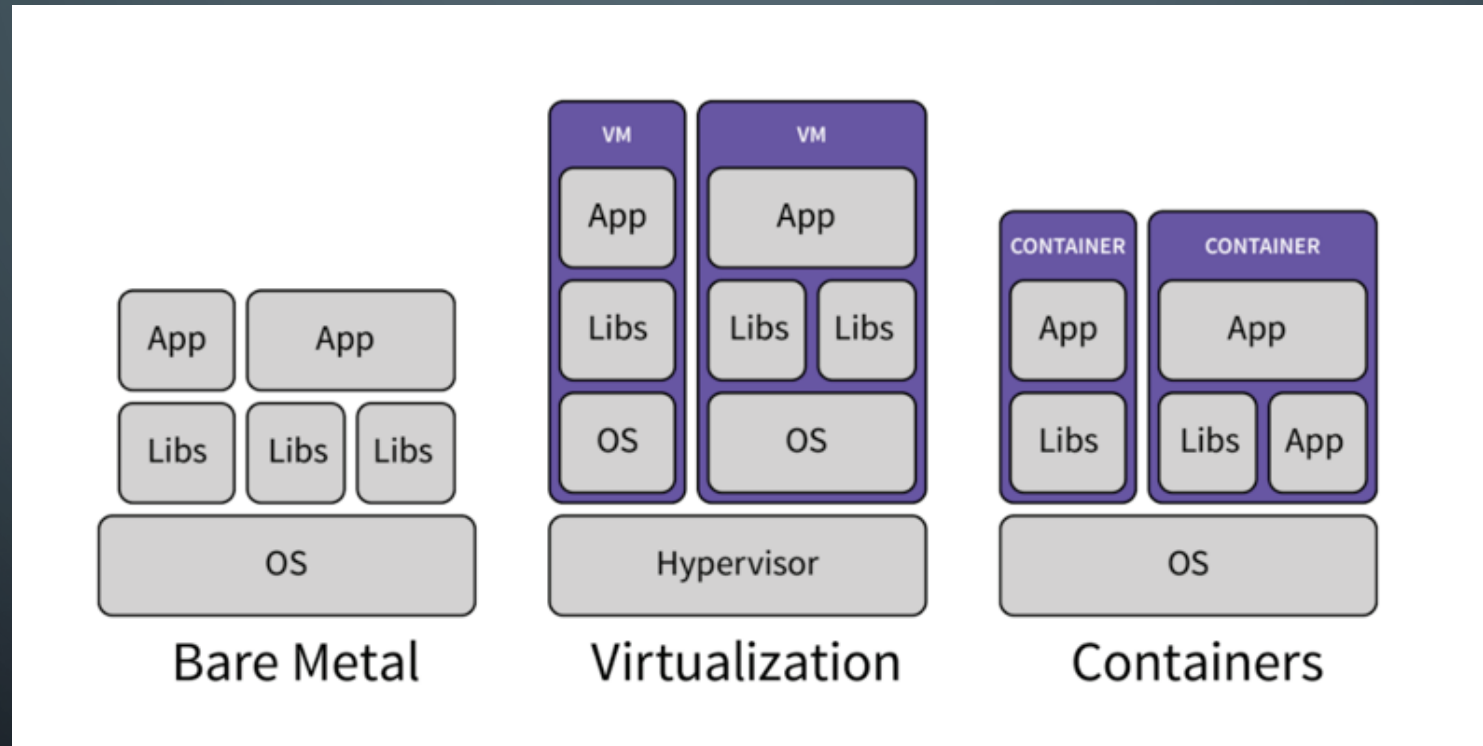 App App
Libs Libs Libs
OS
Bare Metal
VM VM
App App
Libs Libs Libs
OS OS
Hypervisor
Virtualization
CONTAINER CONTAINER
App App
Libs Libs App
OS
Containers